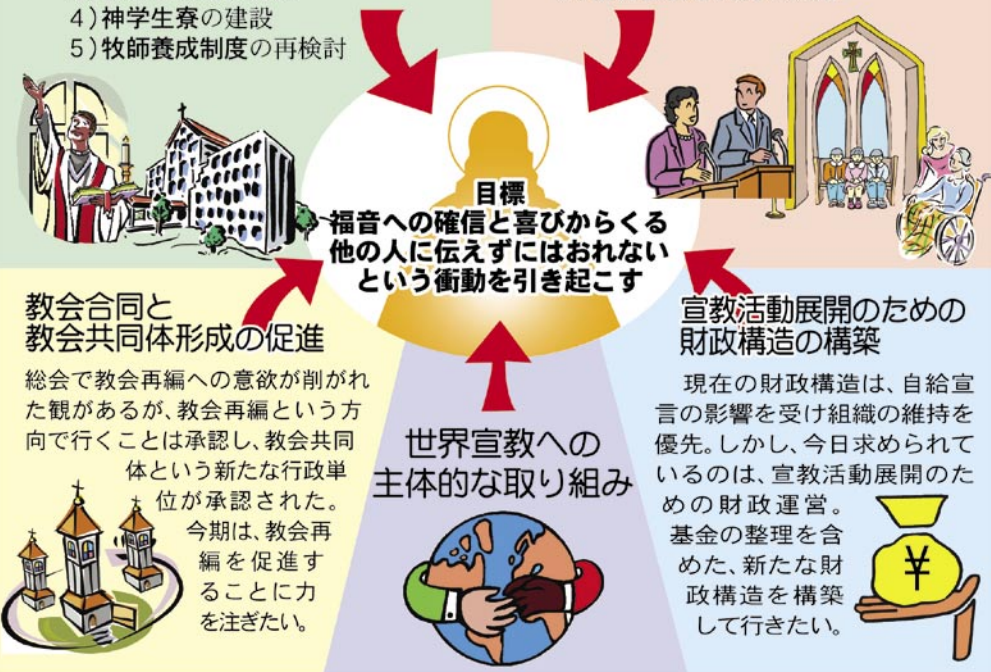 4)神学生寮の建設
5)牧師養成制度の再検討
目標
福音への確信と喜びからくる
他の人に伝えずにはおれない
という衝動を引き起こす
教会合同と
教会共同体形成の促進
総会で教会再編への意欲が削がれ
た観があるが、教会再編という方
向で行くことは承認し、教会共同
体という新たな行政単
位が承認された。
今期は、教会再
編を促進す
ることに力
を注ぎたい。
世界宣教への
主体的な取り組み
宣教活動展開のための
財政構造の構築
現在の財政構造は、自給宣
言の影響を受け組織の維持を
優先。しかし、今日求められて
いるのは、宣教活動展開のた
めの財政運営。
基金の整理を含
めた、新たな財
政構造を構築
して行きたい。
¥